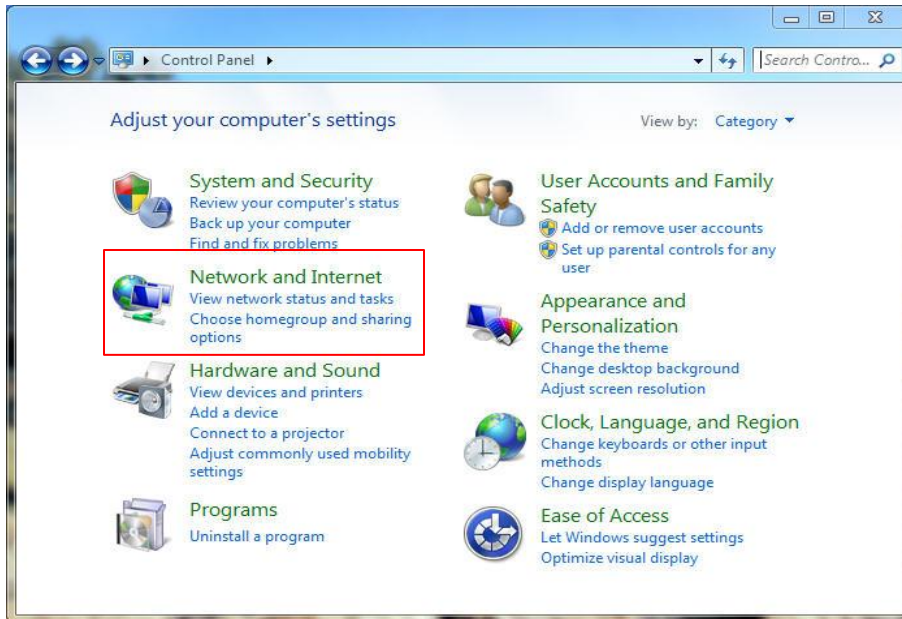 Control Panel
Search Contro...
Adjust your computer's settings
View by: Category
System and Security
Review your computer's status
Back up your computer
Find and fix problems
Network and Internet
View network status and tasks
Choose homegroup and sharing
options
Hardware and Sound
View devices and printers
Add a device
Connect to a projector
Adjust commonly used mobility
settings
Programs
Uninstall a program
User Accounts and Family
Safety
Add or remove user accounts
Set up parental controls for any
user
Appearance and
Personalization
Change the theme
Change desktop background
Adjust screen resolution
Clock, Language, and Region
Change keyboards or other input
methods
Change display language
Ease of Access
Let Windows suggest settings
Optimize visual display